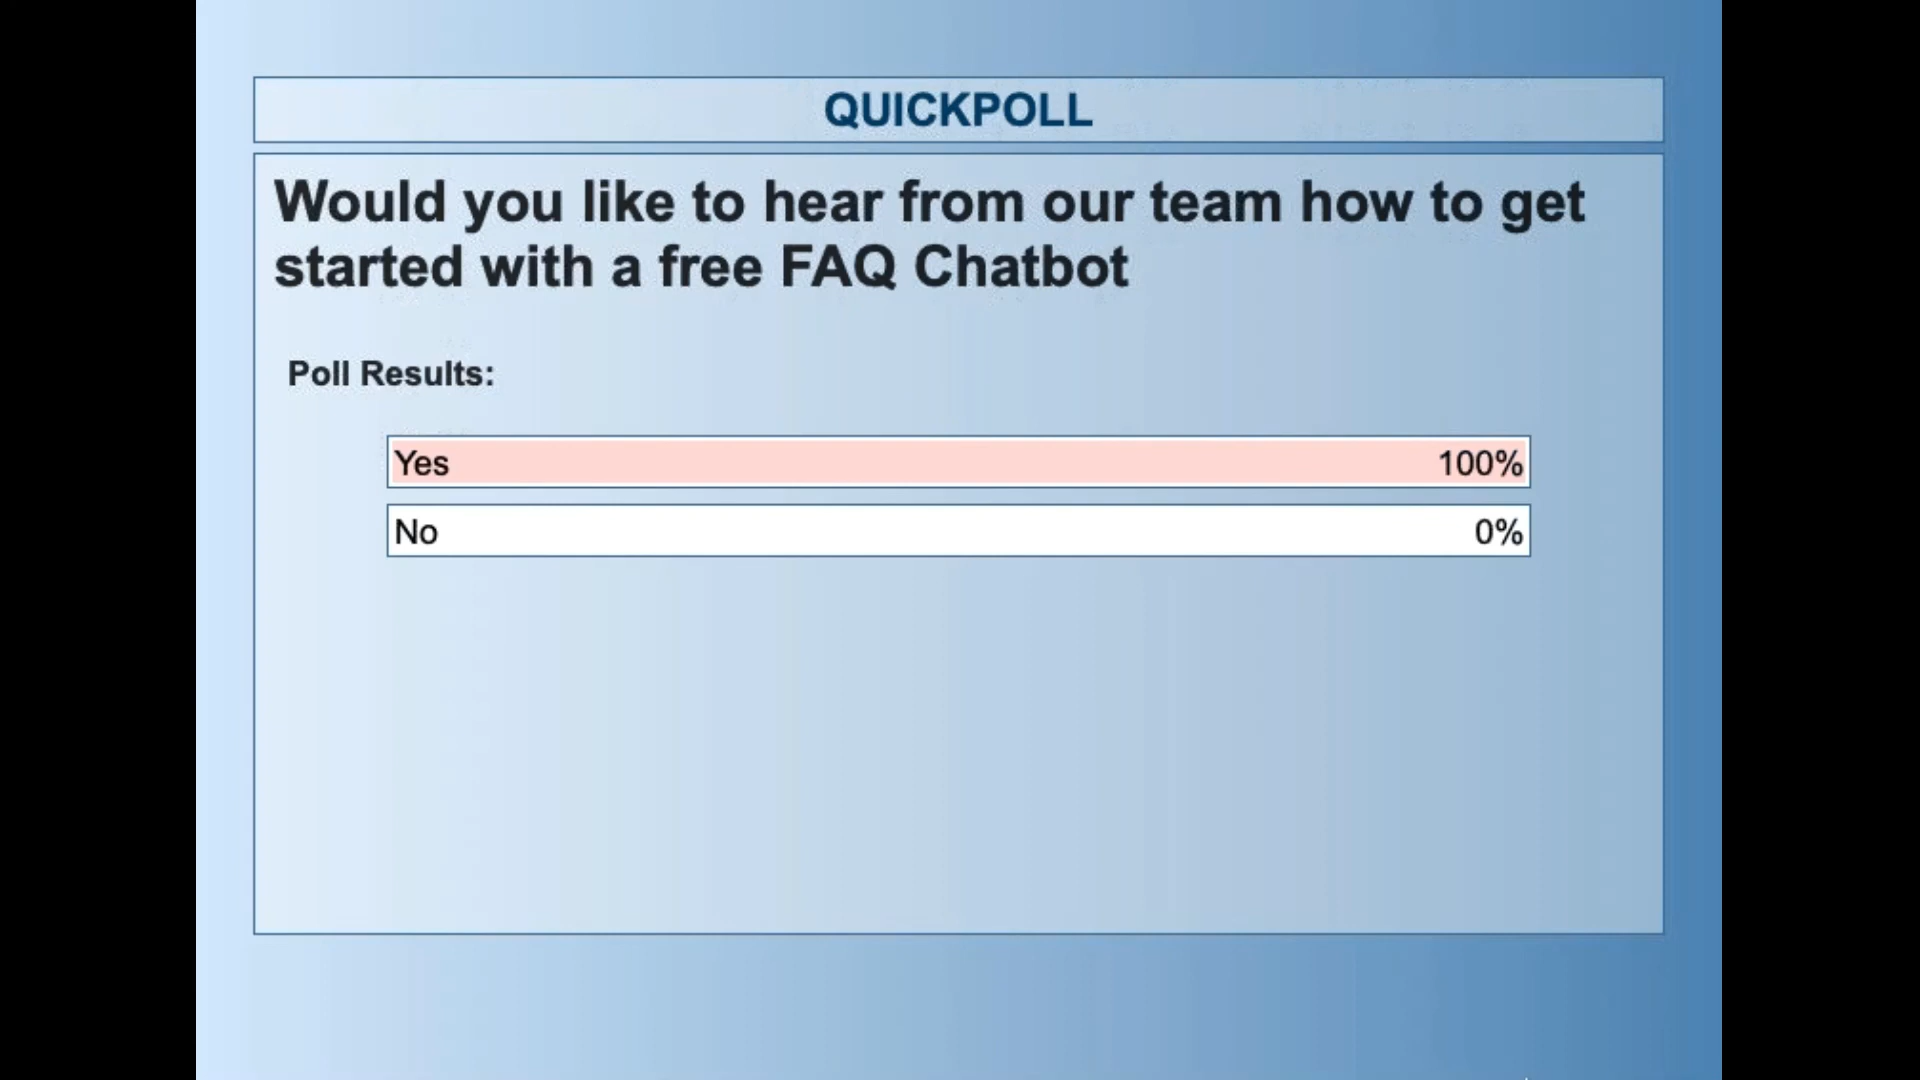 QUICKPOLL
Would you like to hear from our team how to get
started with a free FAQ Chatbot
Poll Results:
Yes 100%
No 0%